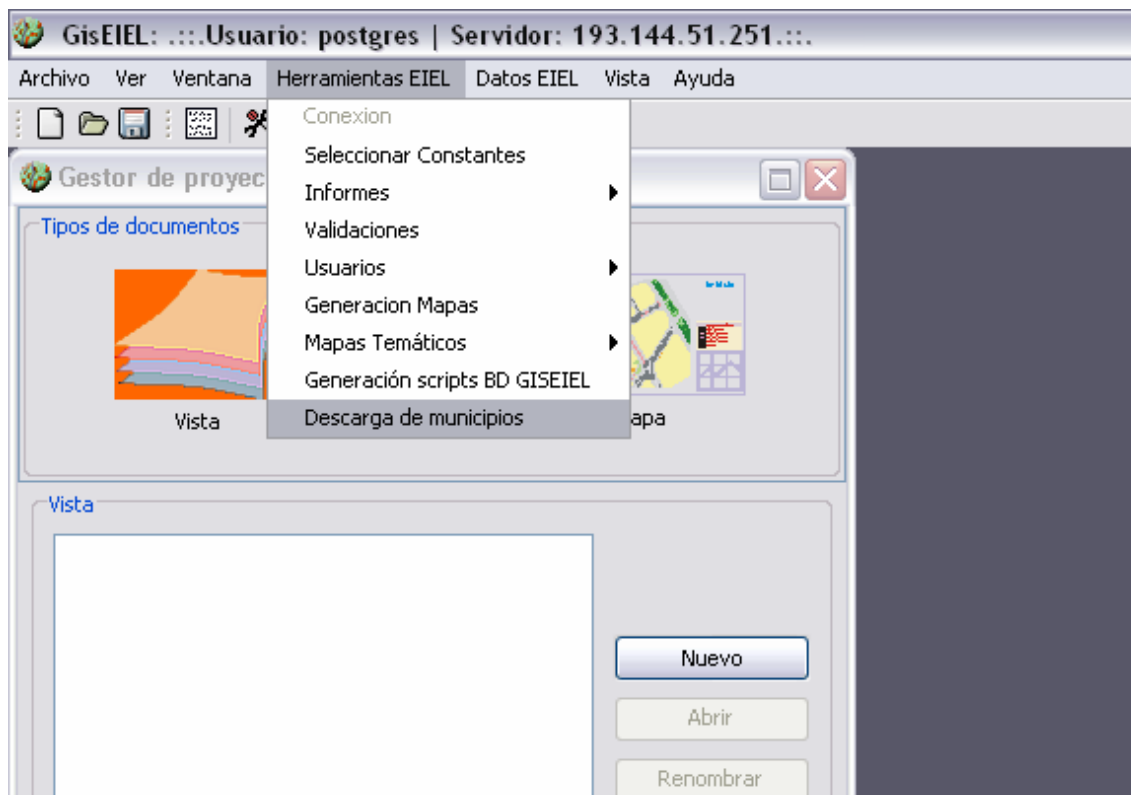 GisEIEL: .::.Usuario: postgres | Servidor: 193.144.51.251.::.
Archivo Ver Ventana Herramientas EIEL Datos EIEL Vista Ayuda
Conexion
Seleccionar Constantes
Informes
Validaciones
Usuarios
Generacion Mapas
Mapas Temáticos
Generación scripts BD GISEIEL
Descarga de municipios
Gestor de proyec
Tipos de documentos
Vista
apa
Vista
Nuevo
Abrir
Renombrar